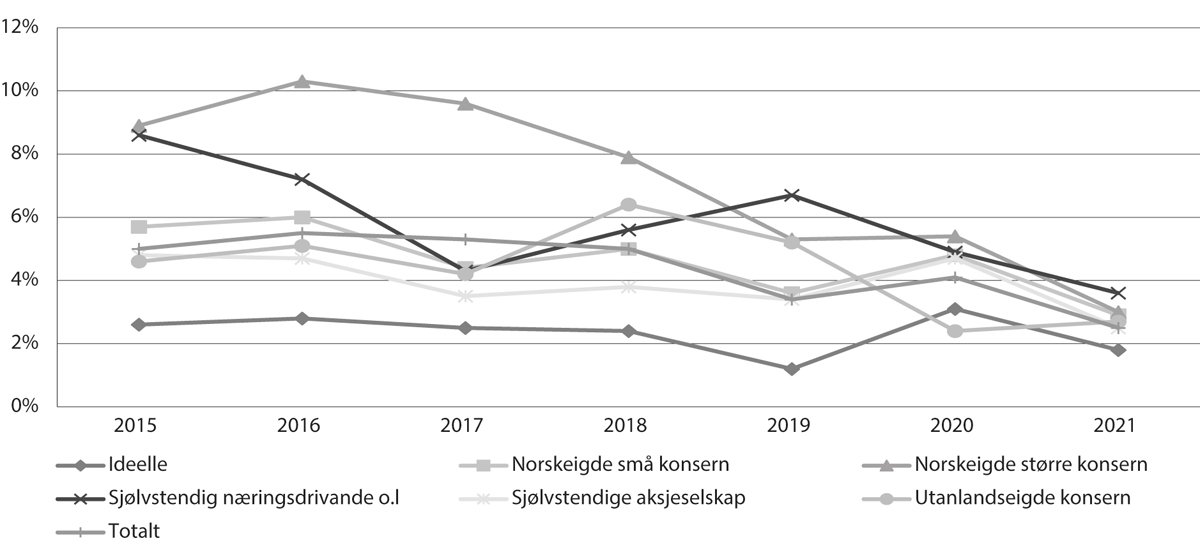 12%
10%
8%
6%
4%
2%
0%
2015 2016 2017 2018 2019 2020 2021
Ideelle Norskeigde små konsern Norskeigde større konsern
Sjølvstendig næringsdrivande o.l Sjølvstendige aksjeselskap Utanlandseigde konsern
Totalt